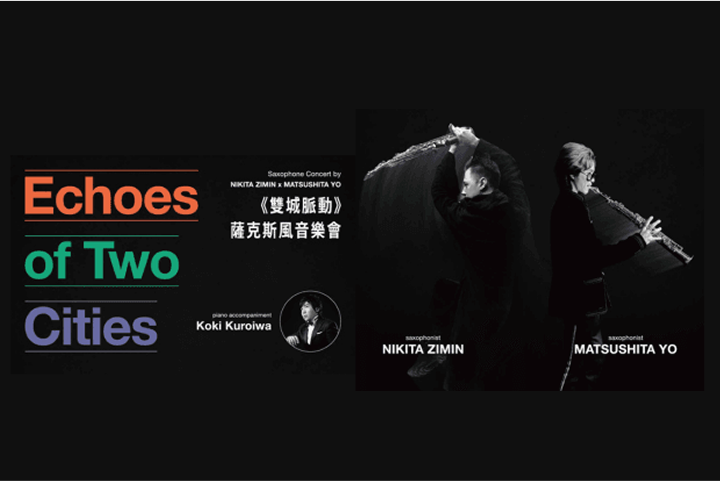 Echoes
of Two
Cities
Saxophone Concert by
NIKITA ZIMIN x MATSUSHITA YO
《雙城脈動》
薩克斯風音樂會
piano accompaniment
Koki Kuroiwa
saxophonist
NIKITA ZIMIN
saxophonist
MATSUSHITA YO